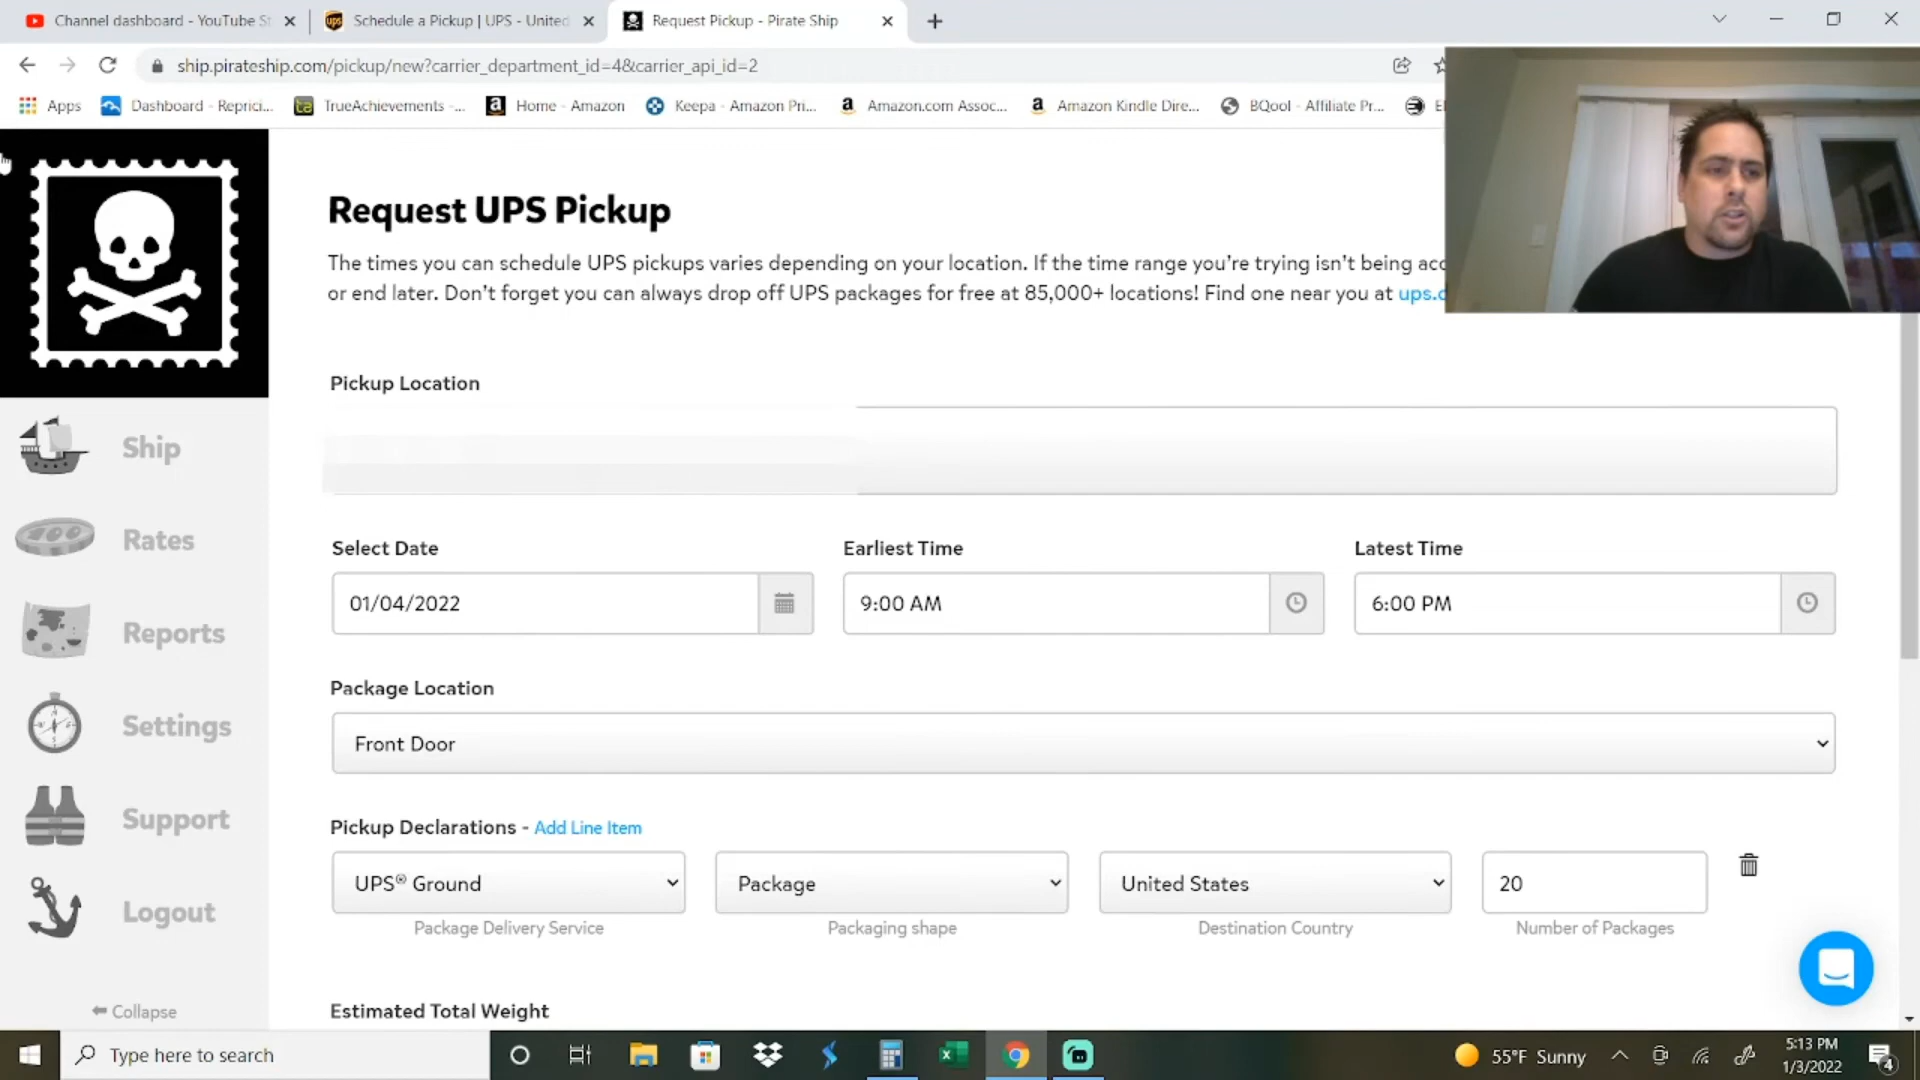 Channel dashboard - YouTube St
Schedule a Pickup | UPS - United
Request Pickup - Pirate Ship
ship.pirateship.com/pickup/new?carrier_department_id=4&carrier_api_id=2
Apps
Dashboard - Reprici...
TrueAchievements -...
Home - Amazon
Keepa - Amazon Pri...
Amazon.com Assoc...
Amazon Kindle Dire...
BQool - Affiliate Pr...
Request UPS Pickup
The times you can schedule UPS pickups varies depending on your location. If the time range you're trying isn't being acc
or end later. Don't forget you can always drop off UPS packages for free at 85,000+ locations! Find one near you at ups.c
Pickup Location
Select Date
Earliest Time
Latest Time
01/04/2022
9:00 AM
6:00 PM
Package Location
Front Door
Pickup Declarations - Add Line Item
UPS® Ground
Package
United States
20
Package Delivery Service
Packaging shape
Destination Country
Number of Packages
Estimated Total Weight
Ship
Rates
Reports
Settings
Support
Logout
Collapse
Type here to search
55°F Sunny
5:13 PM
1/3/2022
4